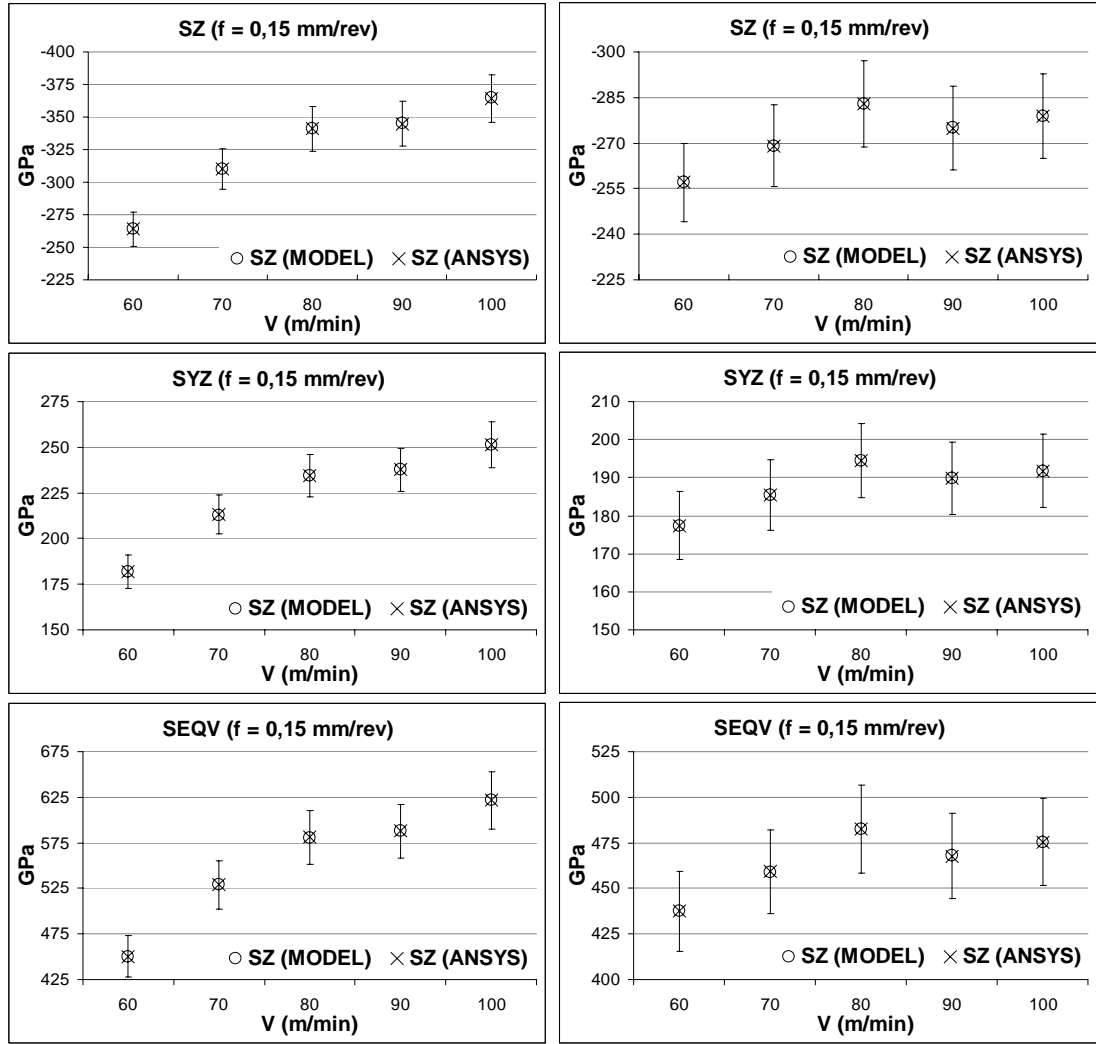 SZ (f = 0,15 mm/rev)
-400
-375
-350
-325
-300
-275
-250
-225
GPa
SZ (MODEL) SZ (ANSYS)
60 70 80 90 100
V (m/min)
SZ (f = 0,15 mm/rev)
-300
-285
-270
-255
-240
-225
GPa
SZ (MODEL) SZ (ANSYS)
60 70 80 90 100
V (m/min)
SYZ (f = 0,15 mm/rev)
275
250
225
200
175
150
GPa
SZ (MODEL) SZ (ANSYS)
60 70 80 90 100
V (m/min)
SYZ (f = 0,15 mm/rev)
210
200
190
180
170
160
150
GPa
SZ (MODEL) SZ (ANSYS)
60 70 80 90 100
V (m/min)
SEQV (f = 0,15 mm/rev)
675
625
575
525
475
425
GPa
SZ (MODEL) SZ (ANSYS)
60 70 80 90 100
V (m/min)
SEQV (f = 0,15 mm/rev)
525
500
475
450
425
400
GPa
SZ (MODEL) SZ (ANSYS)
60 70 80 90 100
V (m/min)